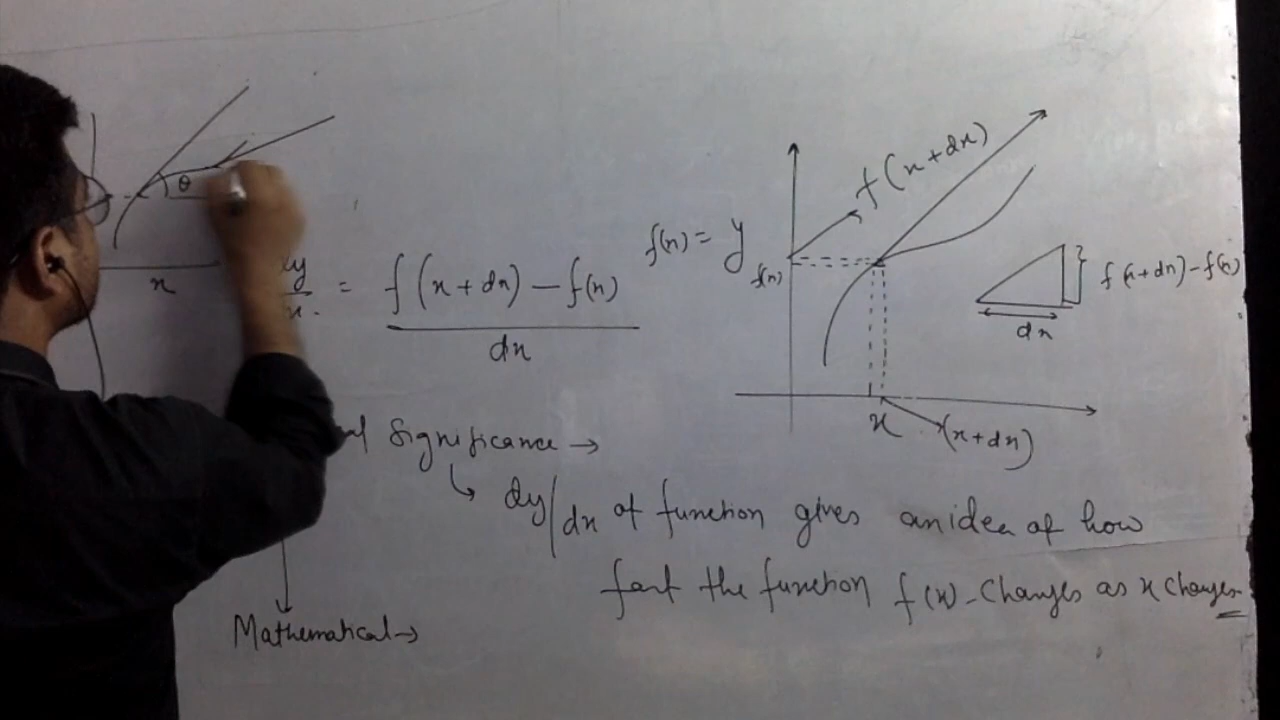 θ
x
dy/x. = f(x+dx) – f(x) / dx
f(x) = y
f(x+dx)
f(x)
x
(x+dx)
f(x+dx) – f(x)
dx
Significance →
↳ dy/dx of function gives an idea of how
fast the function f(x) - Changes as x Changes
Mathematical →